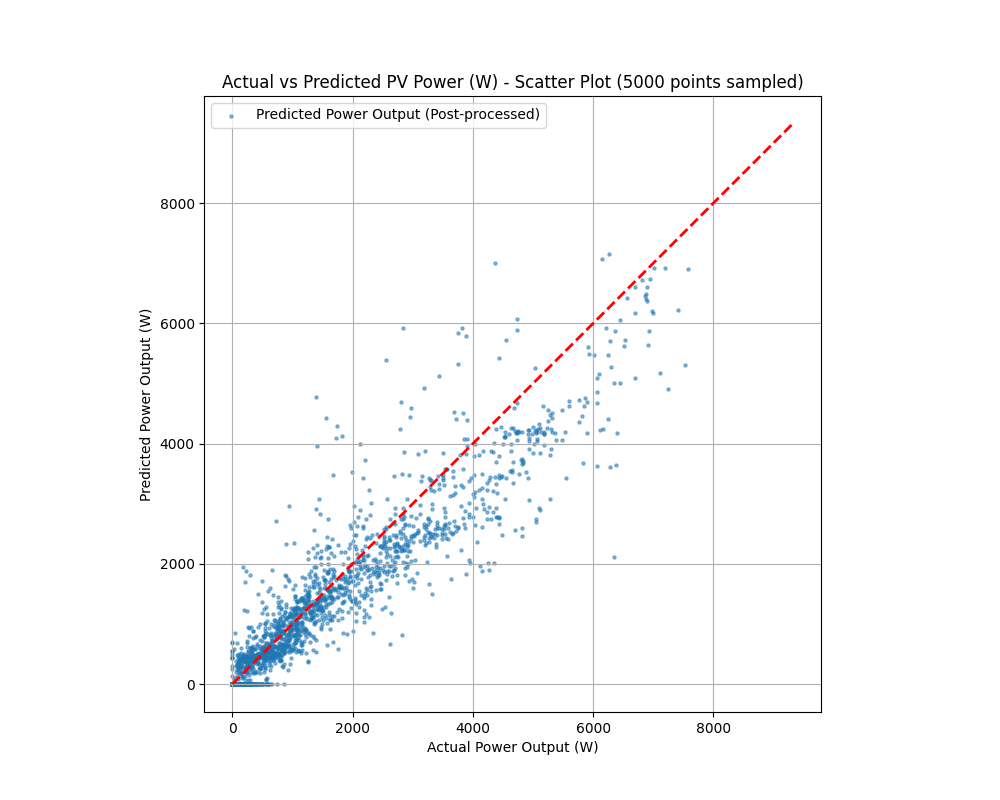 Actual vs Predicted PV Power (W) - Scatter Plot (5000 points sampled)
Predicted Power Output (Post-processed)
8000
6000
4000
2000
0
Predicted Power Output (W)
0 2000 4000 6000 8000
Actual Power Output (W)